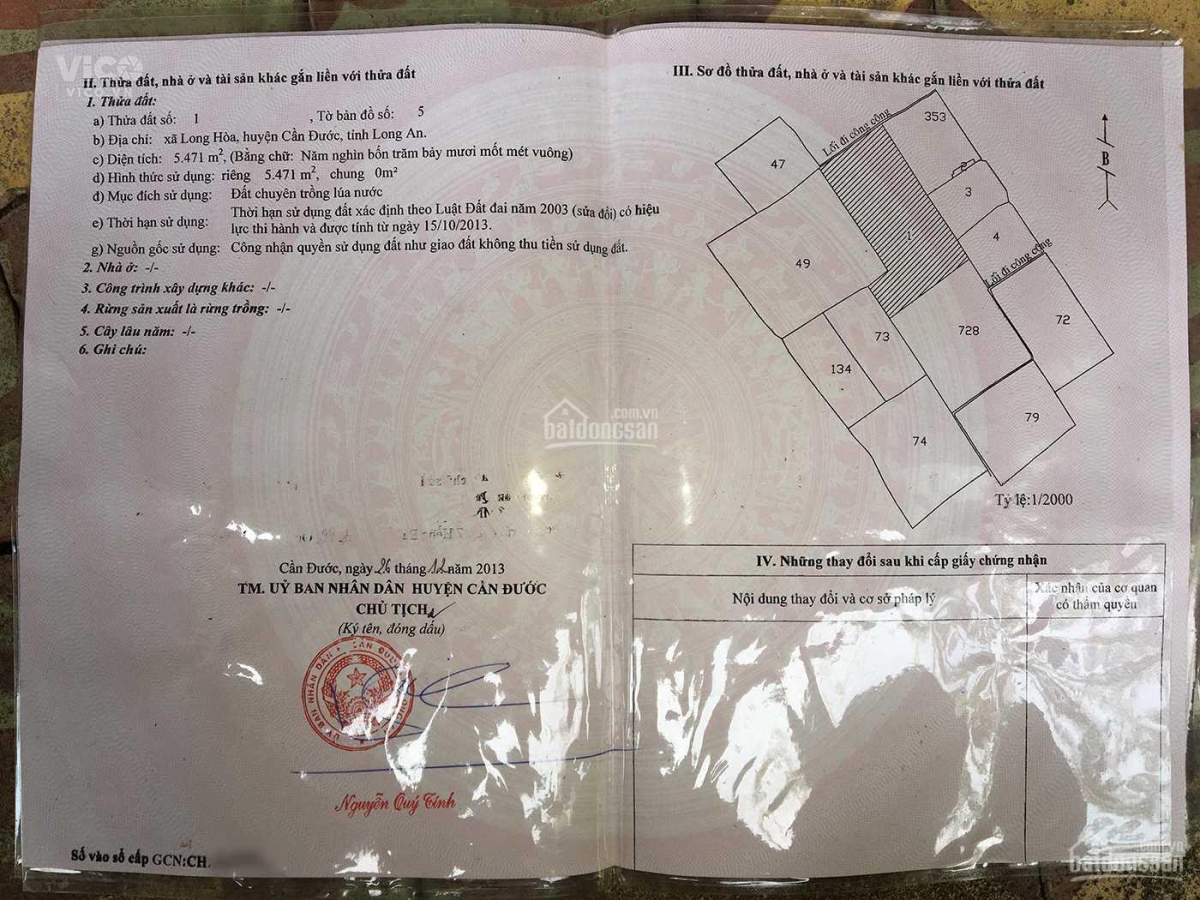 II. Thửa đất, nhà ở và tài sản khác gắn liền với thửa đất
1. Thửa đất:
a) Thửa đất số: 1 , Tờ bản đồ số: 5
b) Địa chỉ: xã Long Hòa, huyện Cần Đước, tỉnh Long An.
c) Diện tích: 5.471 m², (Bằng chữ: Năm nghìn bốn trăm bảy mươi mốt mét vuông)
d) Hình thức sử dụng: riêng 5.471 m², chung 0m²
đ) Mục đích sử dụng: Đất chuyên trồng lúa nước
e) Thời hạn sử dụng: Thời hạn sử dụng đất xác định theo Luật Đất đai năm 2003 (sửa đổi) có hiệu
lực thi hành và được tính từ ngày 15/10/2013.
g) Nguồn gốc sử dụng: Công nhận quyền sử dụng đất như giao đất không thu tiền sử dụng đất.
2. Nhà ở: -/-
3. Công trình xây dựng khác: -/-
4. Rừng sản xuất là rừng trồng: -/-
5. Cây lâu năm: -/-
6. Ghi chú:
Cần Đước, ngày 26 tháng 12 năm 2013
TM. UỶ BAN NHÂN DÂN HUYỆN CẦN ĐƯỚC
CHỦ TỊCH
(Ký tên, đóng dấu)
Nguyễn Quý Tính
Số vào sổ cấp GCN:CH
III. Sơ đồ thửa đất, nhà ở và tài sản khác gắn liền với thửa đất
Lối đi công cộng
353
47
B
3
1
4
49
Lối đi công cộng
73
728
72
134
79
74
Tỷ lệ:1/2000
IV. Những thay đổi sau khi cấp giấy chứng nhận
Nội dung thay đổi và cơ sở pháp lý
Xác nhận của cơ quan
có thẩm quyền
VICO
VICO.VN
.com.vn
batdongsan
.com.vn
batdongsan